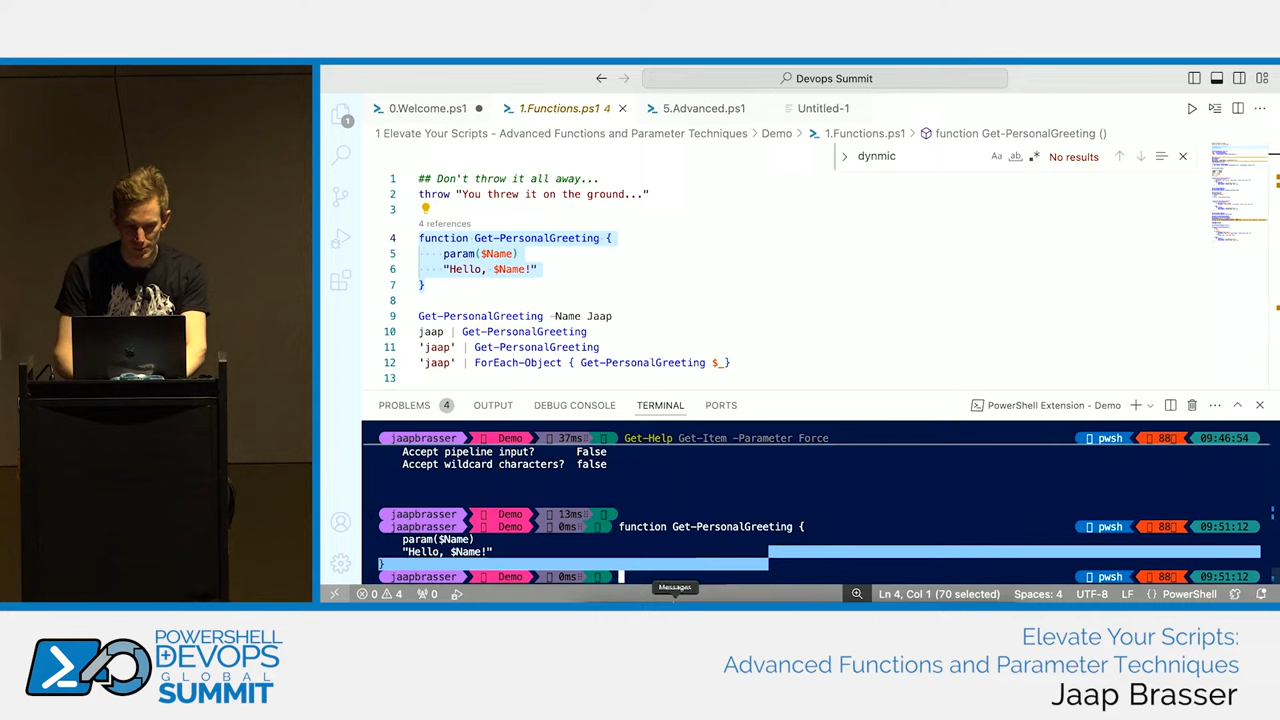 Devops Summit
0.Welcome.ps1
1.Functions.ps1 4
5.Advanced.ps1
Untitled-1
1 Elevate Your Scripts - Advanced Functions and Parameter Techniques > Demo > 1.Functions.ps1 > function Get-PersonalGreeting ()
dynmic
Aa
ab
No results
1 ## Don't throw it all away...
2 throw "You threw it on the ground..."
3
4 references
4 function Get-PersonalGreeting {
5 param($Name)
6 "Hello, $Name!"
7 }
8
9 Get-PersonalGreeting -Name Jaap
10 jaap | Get-PersonalGreeting
11 'jaap' | Get-PersonalGreeting
12 'jaap' | ForEach-Object { Get-PersonalGreeting $_}
13
1
PROBLEMS 4 OUTPUT DEBUG CONSOLE TERMINAL PORTS
PowerShell Extension - Demo
jaapbrasser Demo 37ms Get-Help Get-Item -Parameter Force pwsh 88 09:46:54
Accept pipeline input? False
Accept wildcard characters? false
jaapbrasser Demo 13ms
jaapbrasser Demo 0ms function Get-PersonalGreeting { pwsh 88 09:51:12
param($Name)
"Hello, $Name!"
}
jaapbrasser Demo 0ms pwsh 88 09:51:12
Messages
0 4 0 Ln 4, Col 1 (70 selected) Spaces: 4 UTF-8 LF {} PowerShell
POWERSHELL
DEVOPS
GLOBAL
SUMMIT
Elevate Your Scripts:
Advanced Functions and Parameter Techniques
Jaap Brasser